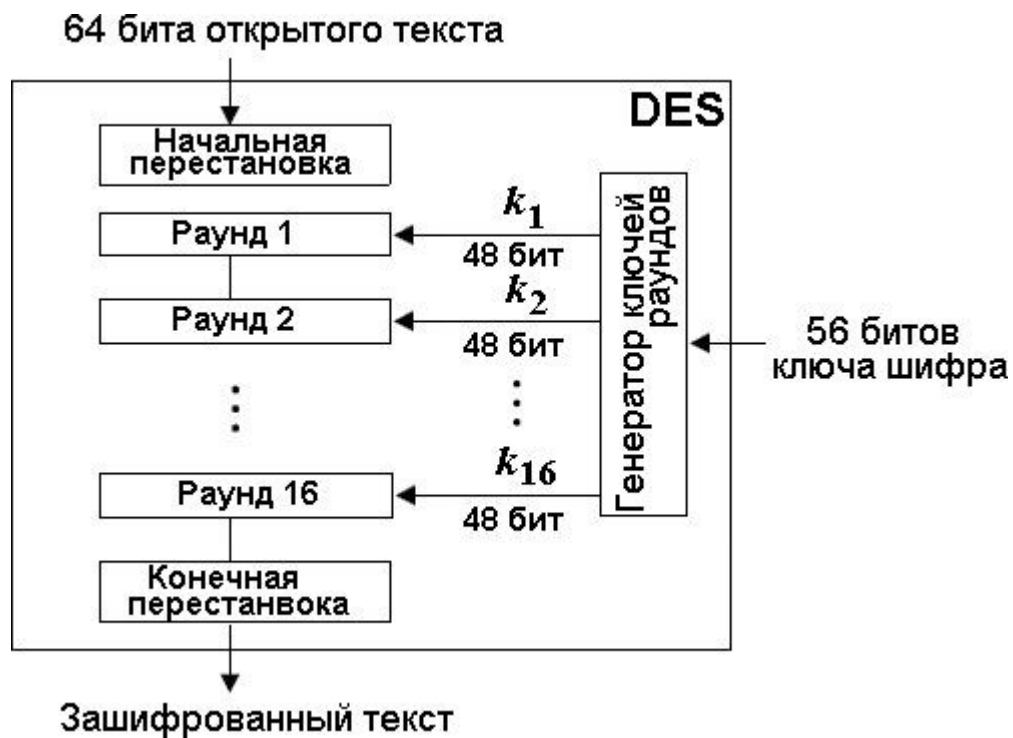 64 бита открытого текста
DES
Начальная
перестановка
Раунд 1
k1
48 бит
Раунд 2
k2
48 бит
Генератор ключей
раундов
56 битов
ключа шифра
Раунд 16
k16
48 бит
Конечная
перестанвока
Зашифрованный текст